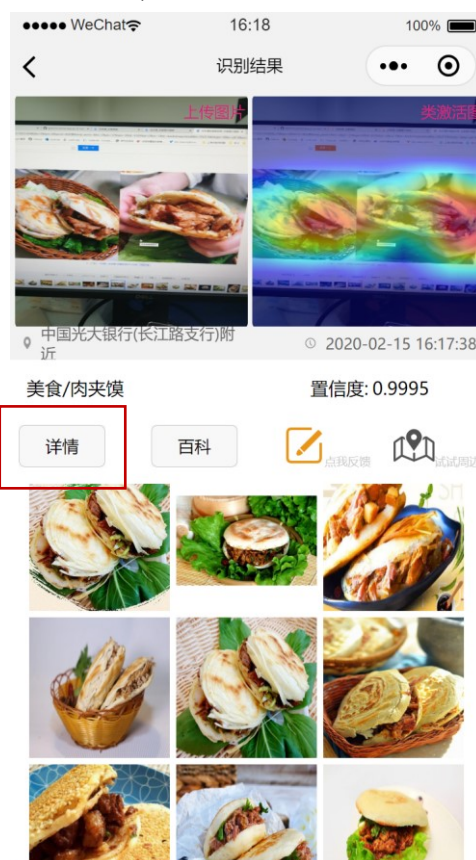 WeChat
16:18
100%
识别结果
上传图片
类激活图
中国光大银行(长江路支行)附
近
2020-02-15 16:17:38
美食/肉夹馍
置信度: 0.9995
详情
百科
点我反馈
试试周边